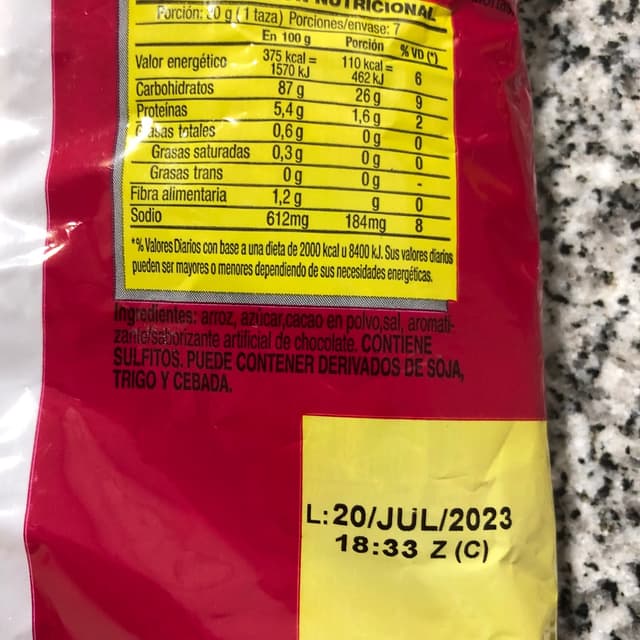 NUTRICIONAL
Porción: g (1 taza) Porciones/envase: 7
En 100 g Porción % VD (*)
Valor energético 375 kcal = 1570 kJ 110 kcal = 462 kJ 6
Carbohidratos 87 g 26 g 9
Proteínas 5,4 g 1,6 g 2
Grasas totales 0,6 g 0 g 0
Grasas saturadas 0,3 g 0 g 0
Grasas trans 0 g 0 g -
Fibra alimentaria 1,2 g g 0
Sodio 612mg 184mg 8
*% Valores Diarios con base a una dieta de 2000 kcal u 8400 kJ. Sus valores diarios
pueden ser mayores o menores dependiendo de sus necesidades energéticas.
Ingredientes: arroz, azúcar,cacao en polvo,sal, aromati-
zante/saborizante artificial de chocolate. CONTIENE
SULFITOS. PUEDE CONTENER DERIVADOS DE SOJA,
TRIGO Y CEBADA.
L:20/JUL/2023
18:33 Z (C)